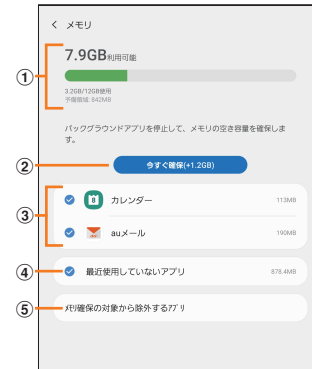 < メモリ
7.9GB利用可能
3.2GB/12GB使用
予備領域 842MB
バックグラウンドアプリを停止して、メモリの空き容量を確保しま
す。
今すぐ確保(+1.2GB)
8
カレンダー 113MB
auメール 190MB
最近使用していないアプリ 878.4MB
ﾒﾓﾘ確保の対象から除外するｱﾌﾟﾘ
①
②
③
④
⑤